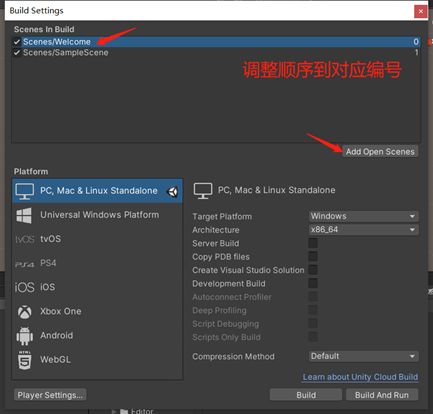 Build Settings
Scenes In Build
Scenes/Welcome 0
Scenes/SampleScene 1
调整顺序到对应编号
Add Open Scenes
Platform
PC, Mac & Linux Standalone
Universal Windows Platform
tvOS tvOS
PS4 PS4
iOS iOS
Xbox One
Android
HTML 5 WebGL
PC, Mac & Linux Standalone
Target Platform Windows
Architecture x86_64
Server Build
Copy PDB files
Create Visual Studio Solution
Development Build
Autoconnect Profiler
Deep Profiling
Script Debugging
Scripts Only Build
Compression Method Default
Learn about Unity Cloud Build
Player Settings... Build Build And Run
Editor